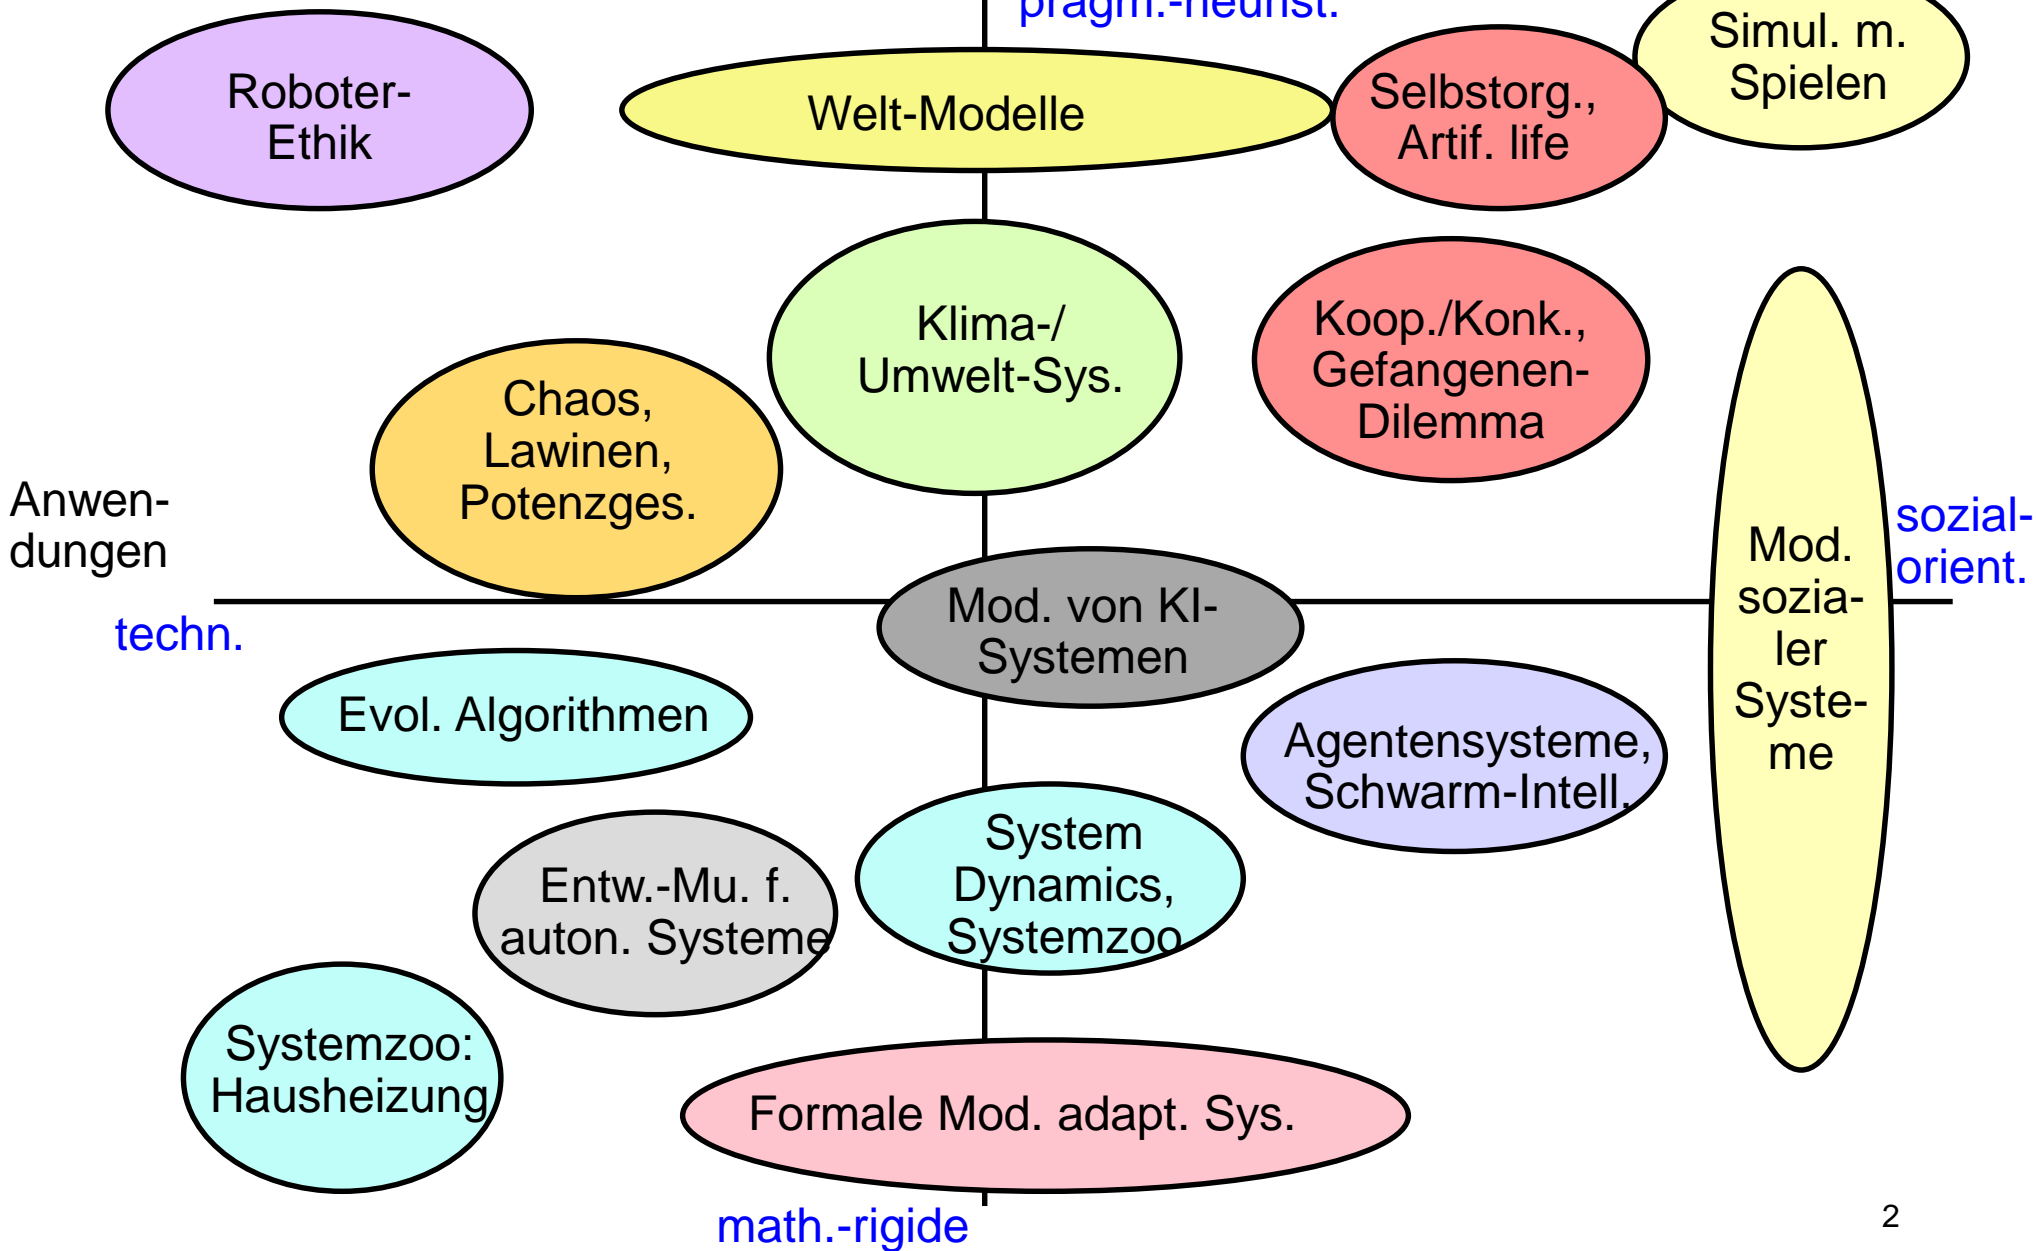 pragm.-heurist.
Simul. m.
Spielen
Roboter-
Ethik
Welt-Modelle
Selbstorg.,
Artif. life
Klima-/
Umwelt-Sys.
Koop./Konk.,
Gefangenen-
Dilemma
Chaos,
Lawinen,
Potenzges.
Anwen-
dungen
sozial-
orient.
Mod.
sozia-
ler
Syste-
me
techn.
Mod. von KI-
Systemen
Evol. Algorithmen
Agentensysteme,
Schwarm-Intell.
System
Dynamics,
Systemzoo
Entw.-Mu. f.
auton. Systeme
Systemzoo:
Hausheizung
Formale Mod. adapt. Sys.
math.-rigide
2